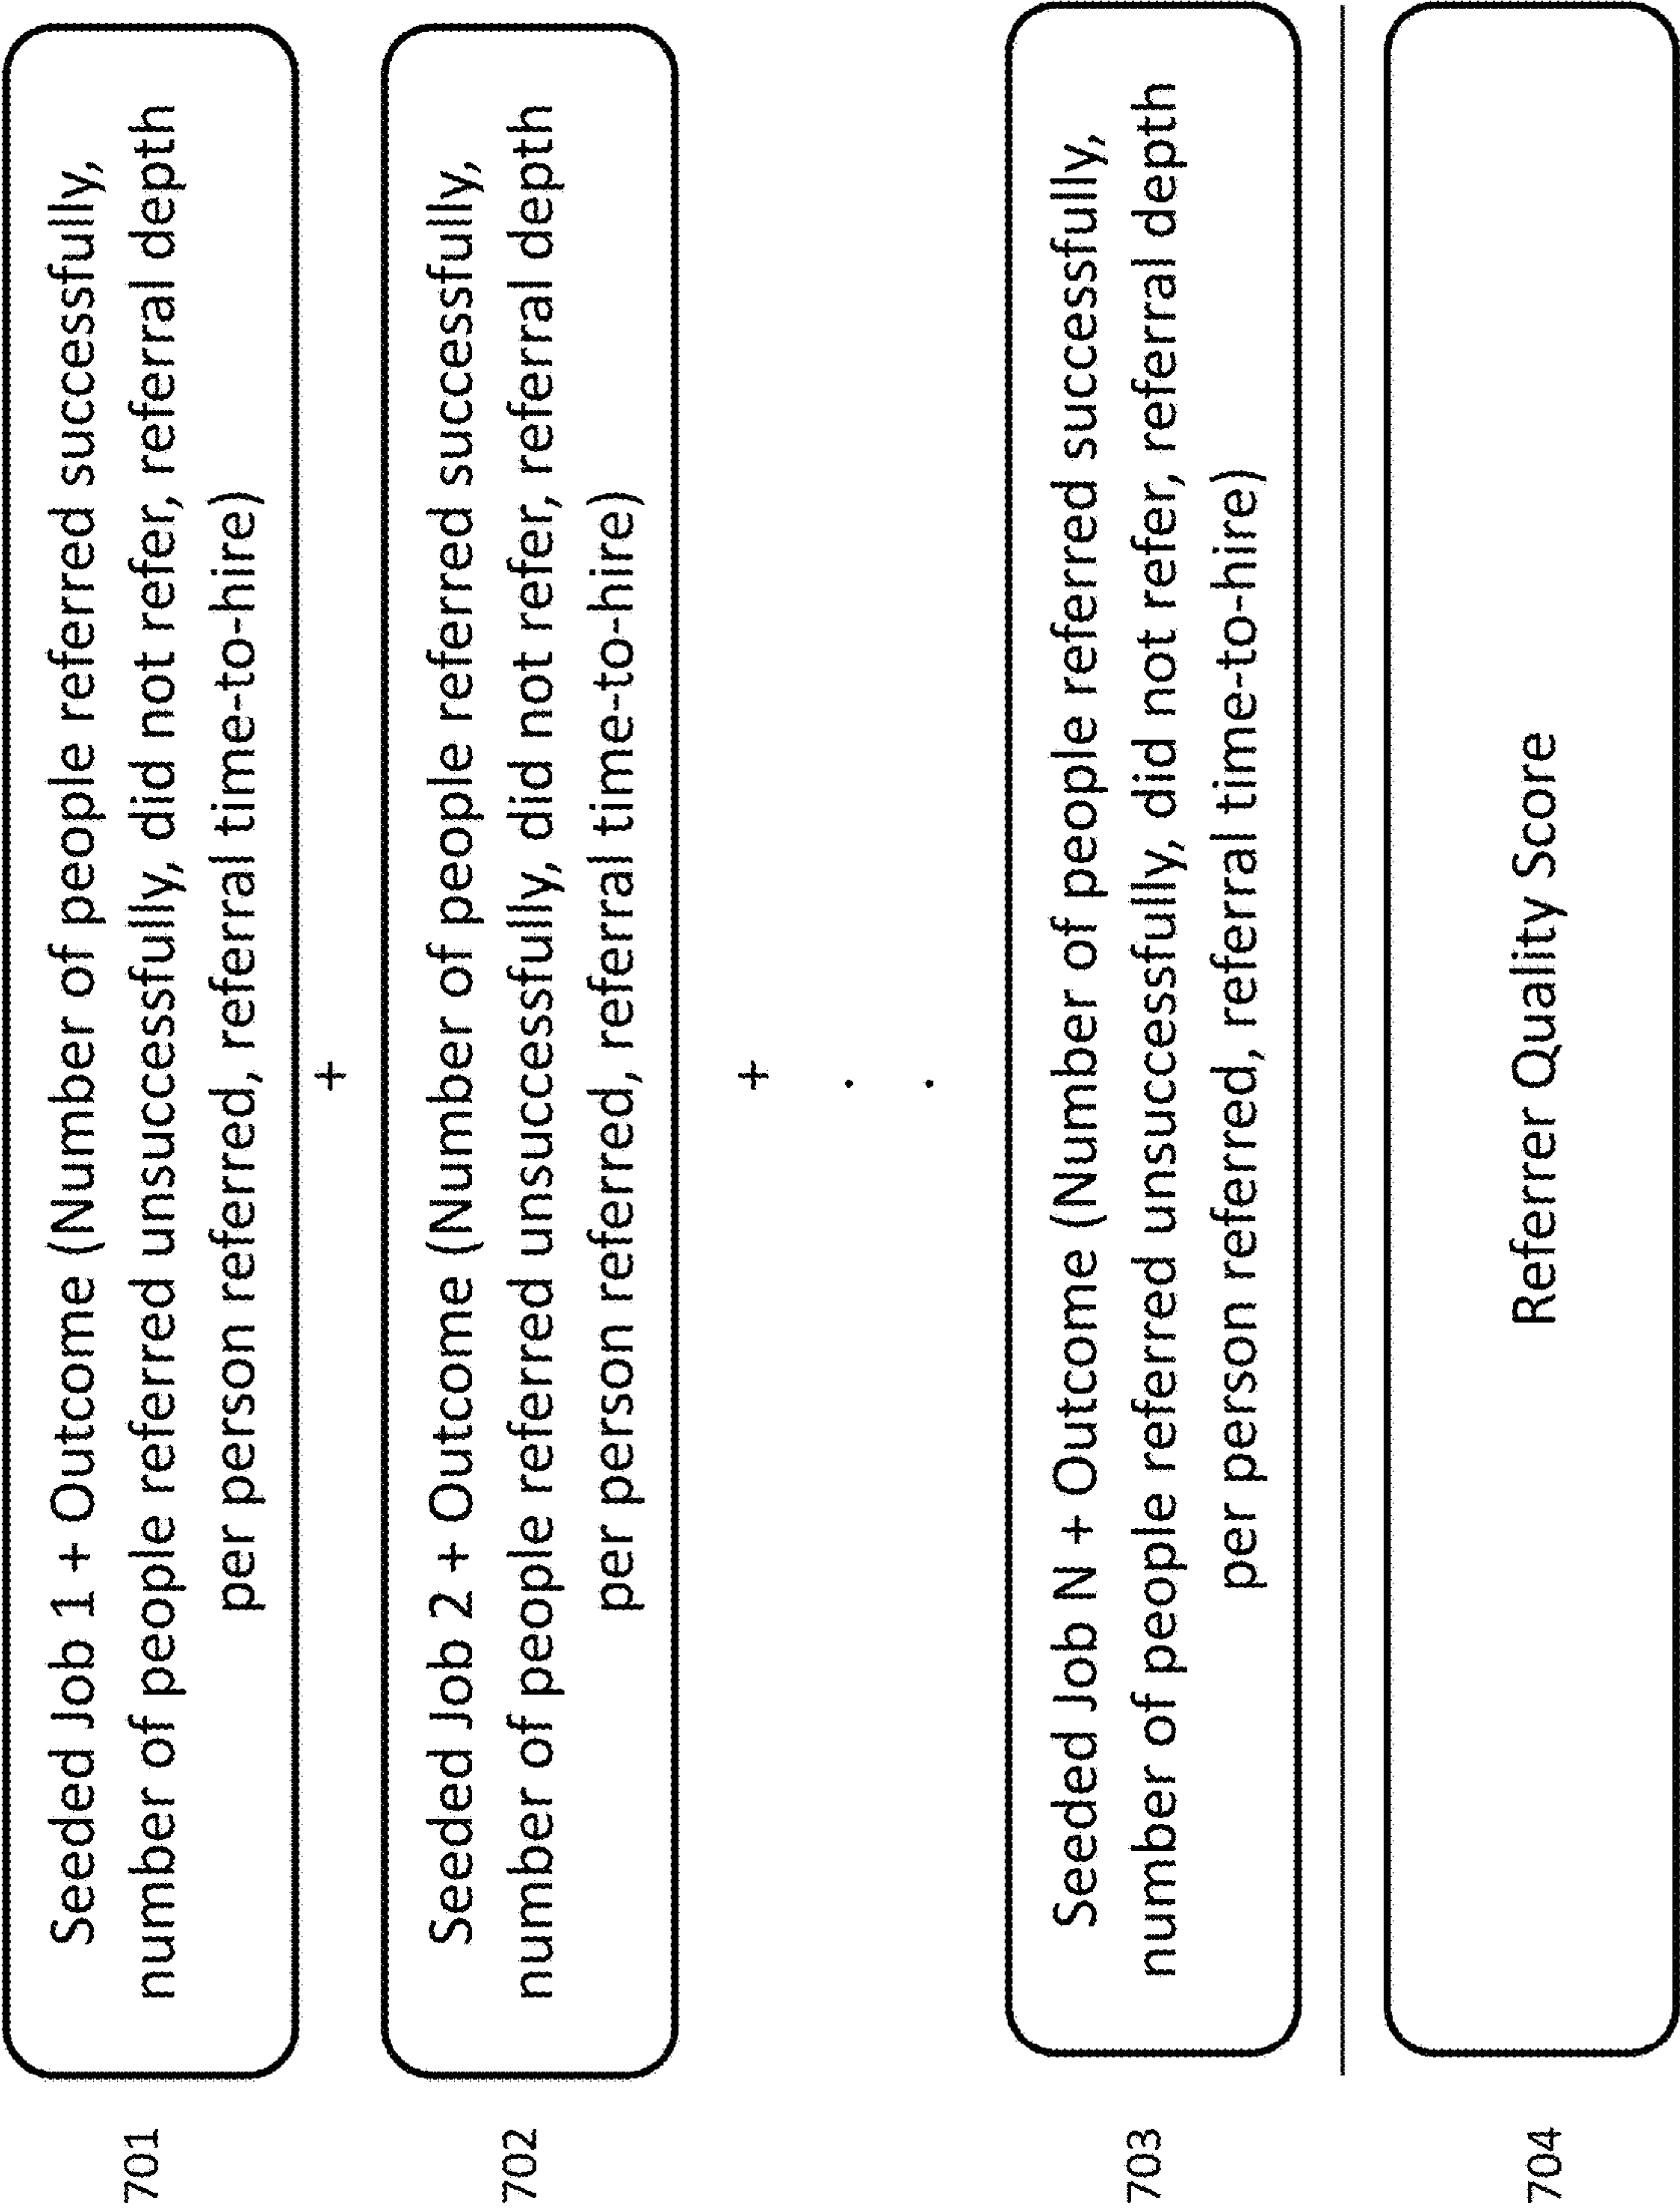 701
Seeded Job 1 + Outcome (Number of people referred successfully,
number of people referred unsuccessfully, did not refer, referral depth
per person referred, referral time-to-hire)
+
702
Seeded Job 2 + Outcome (Number of people referred successfully,
number of people referred unsuccessfully, did not refer, referral depth
per person referred, referral time-to-hire)
+
.
.
703
Seeded Job N + Outcome (Number of people referred successfully,
number of people referred unsuccessfully, did not refer, referral depth
per person referred, referral time-to-hire)
704
Referrer Quality Score